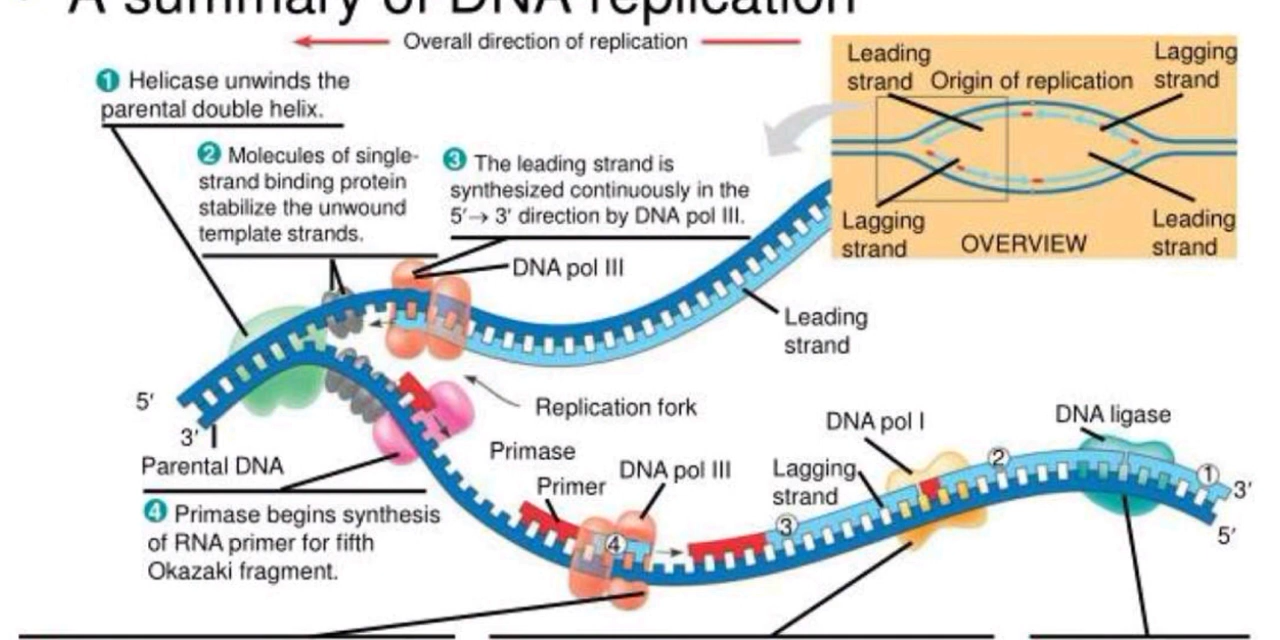 A summary of DNA replication
Overall direction of replication
1 Helicase unwinds the
parental double helix.
2 Molecules of single-
strand binding protein
stabilize the unwound
template strands.
3 The leading strand is
synthesized continuously in the
5′→ 3′ direction by DNA pol III.
DNA pol III
Leading
strand
Origin of replication
Lagging
strand
Lagging
strand
OVERVIEW
Leading
strand
Leading
strand
5′
3′
Parental DNA
Replication fork
Primase
Primer
DNA pol III
4 Primase begins synthesis
of RNA primer for fifth
Okazaki fragment.
4
Lagging
strand
3
DNA pol I
2
DNA ligase
1
3′
5′